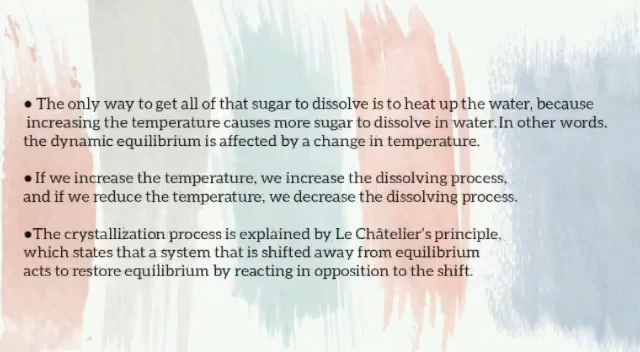 ● The only way to get all of that sugar to dissolve is to heat up the water, because
increasing the temperature causes more sugar to dissolve in water. In other words.
the dynamic equilibrium is affected by a change in temperature.
● If we increase the temperature, we increase the dissolving process,
and if we reduce the temperature, we decrease the dissolving process.
●The crystallization process is explained by Le Châtelier's principle,
which states that a system that is shifted away from equilibrium
acts to restore equilibrium by reacting in opposition to the shift.